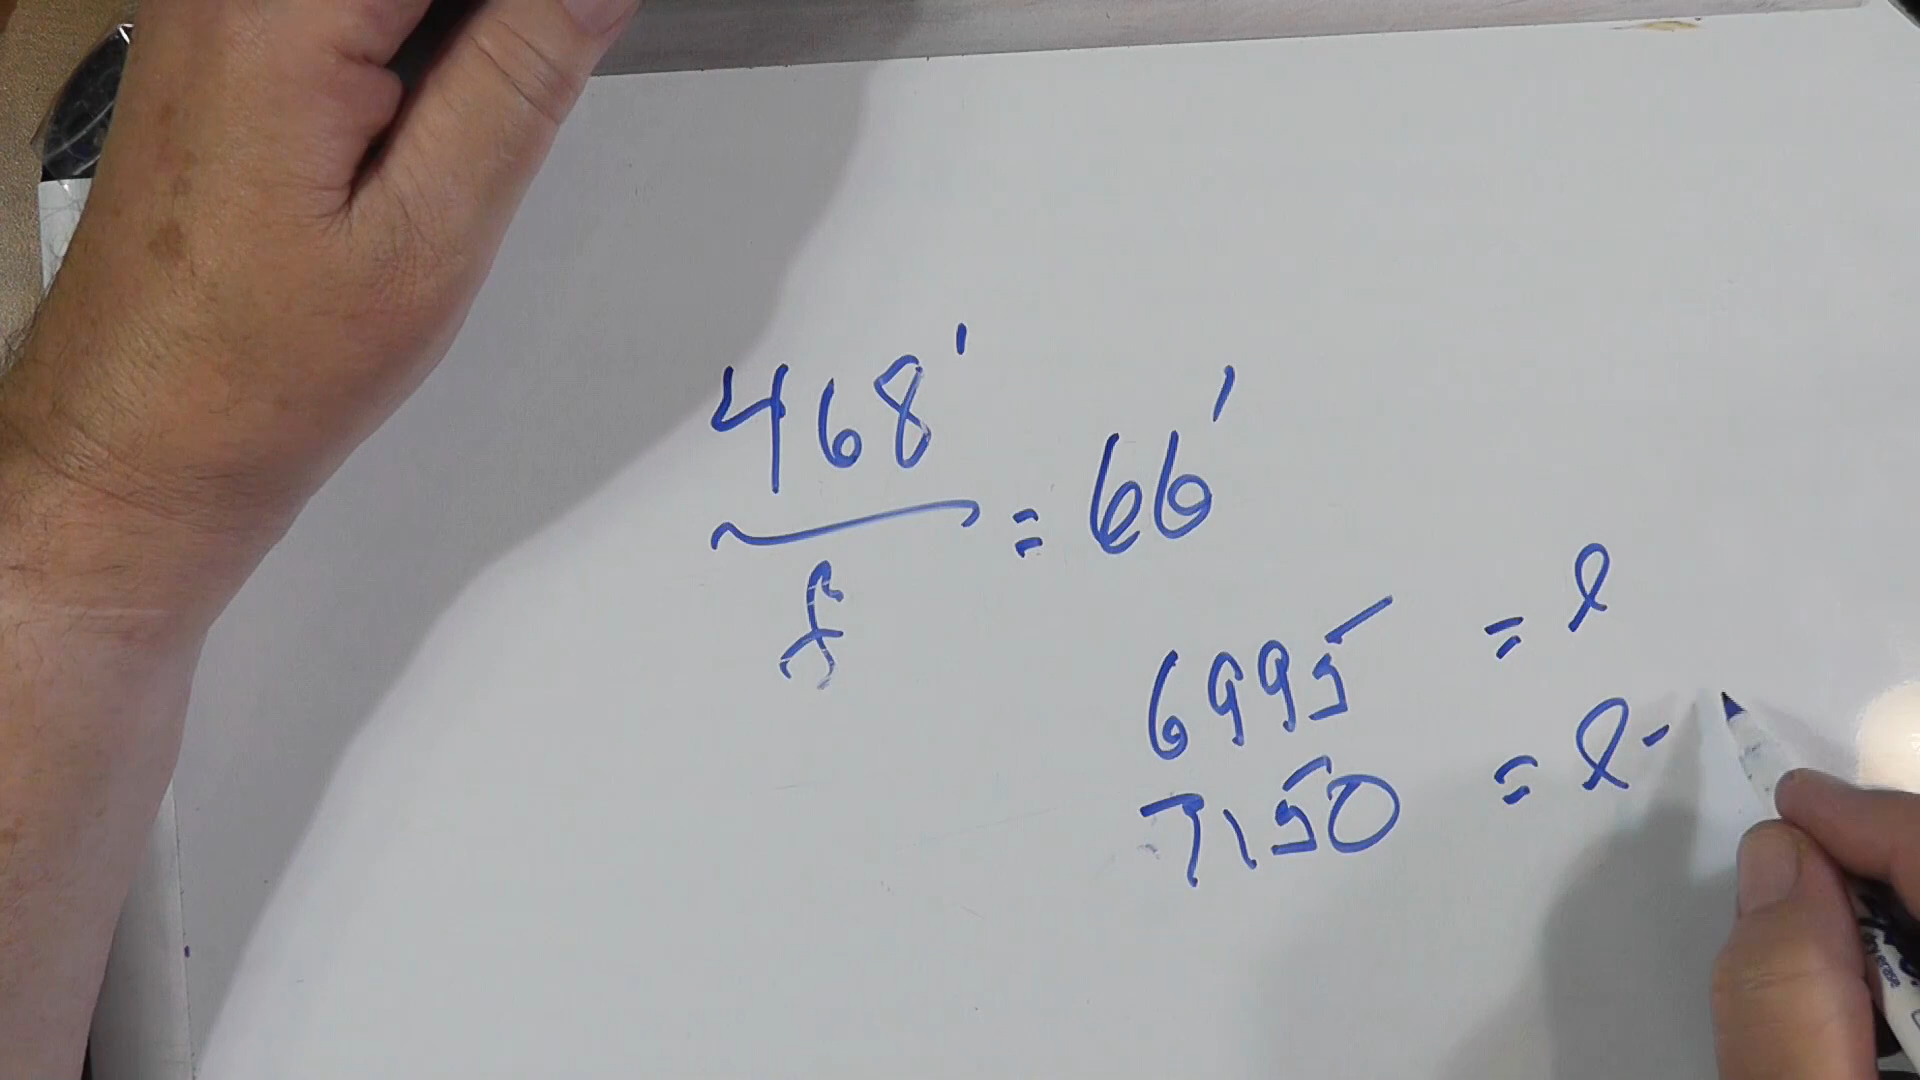 468'
= 66'
f
6995 = l
7150 = l -